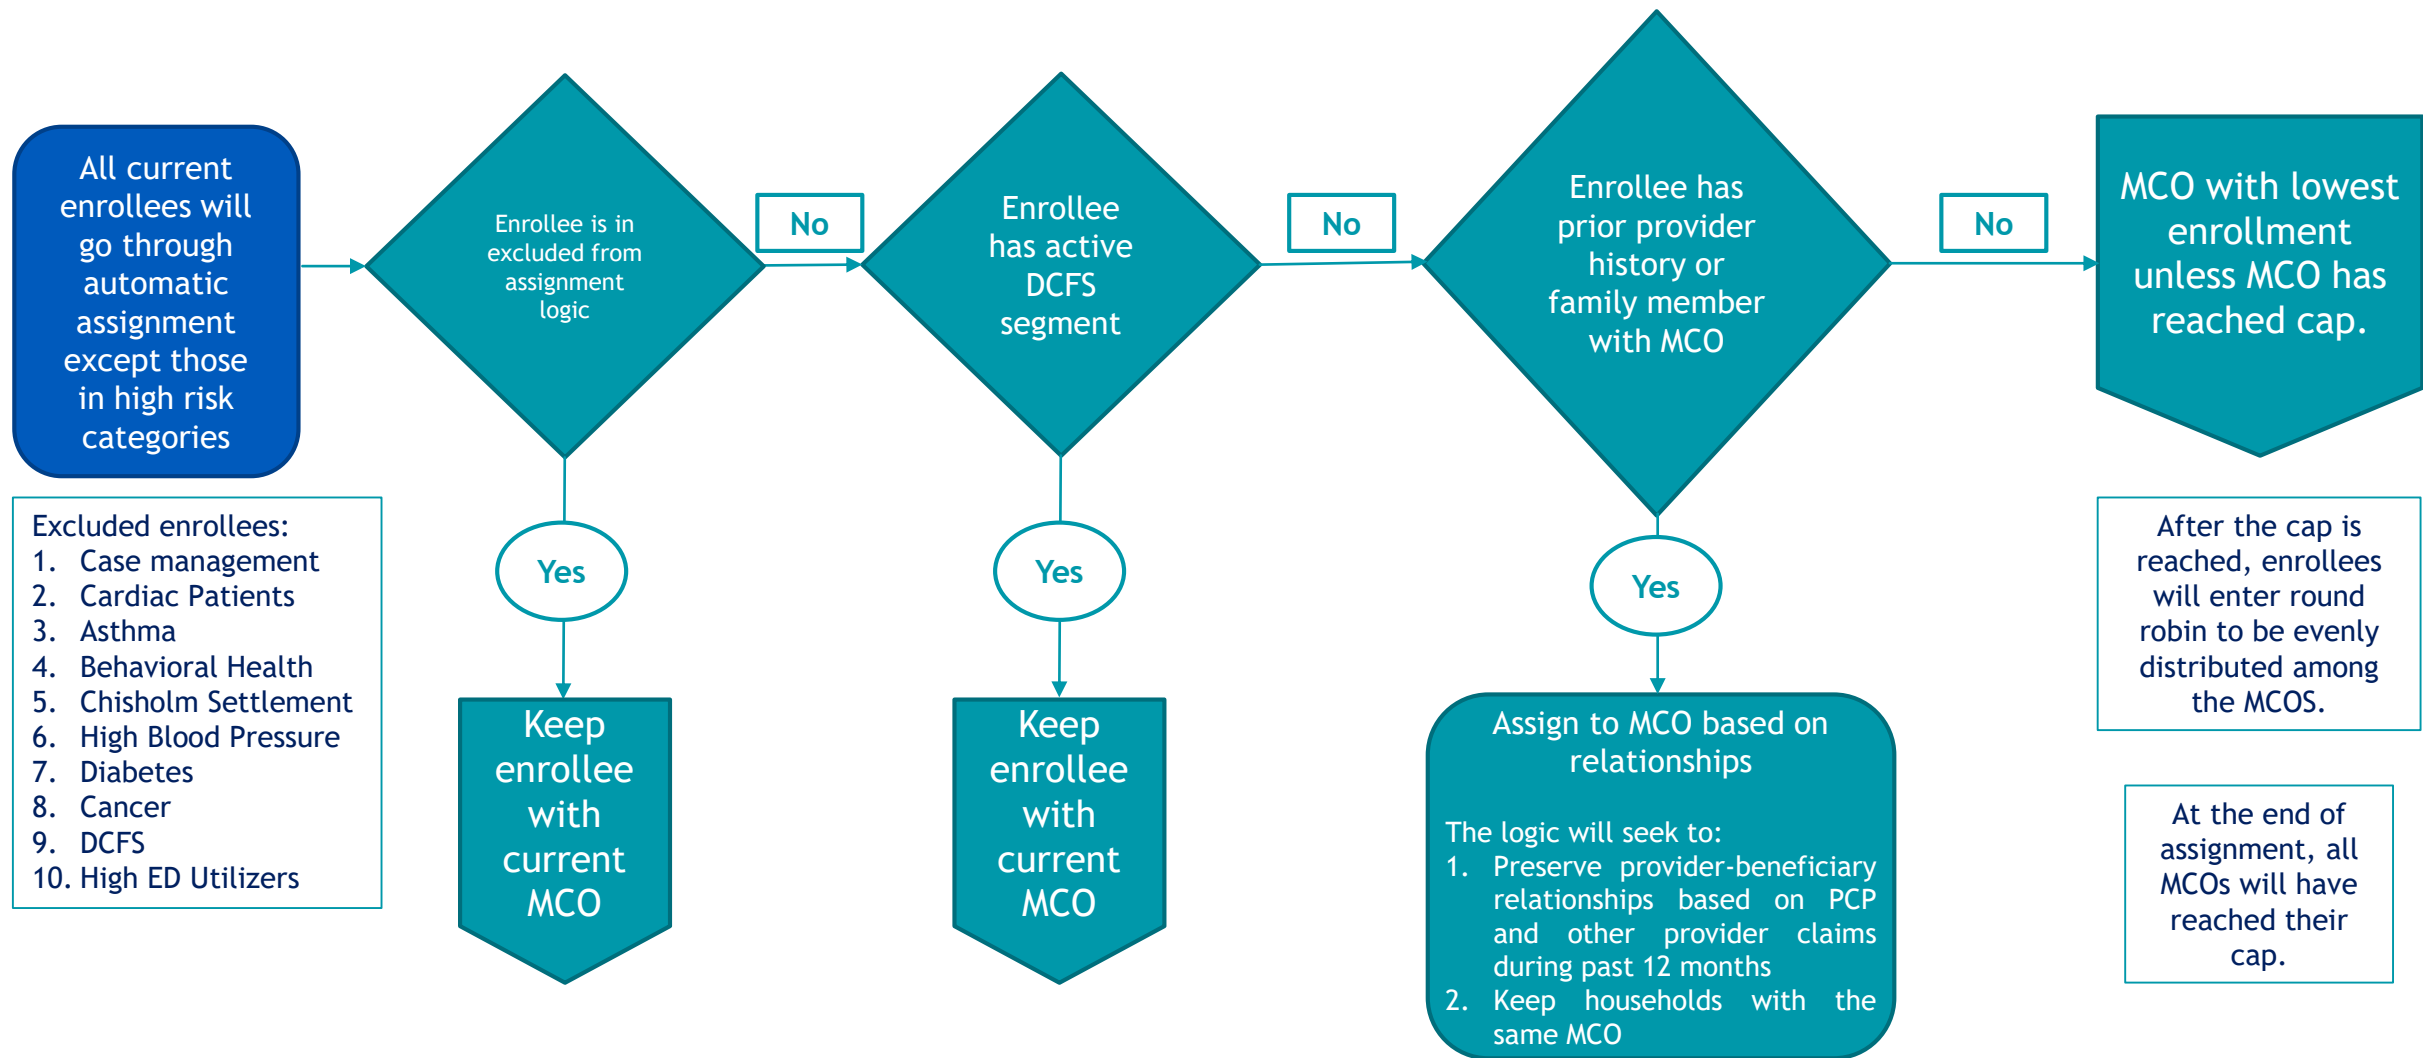 All current
enrollees will
go through
automatic
assignment
except those
in high risk
categories
Excluded enrollees:
1. Case management
2. Cardiac Patients
3. Asthma
4. Behavioral Health
5. Chisholm Settlement
6. High Blood Pressure
7. Diabetes
8. Cancer
9. DCFS
10. High ED Utilizers
Enrollee is in
excluded from
assignment
logic
No
Yes
Keep
enrollee
with
current
MCO
Enrollee
has active
DCFS
segment
No
Yes
Keep
enrollee
with
current
MCO
Enrollee has
prior provider
history or
family member
with MCO
No
Yes
Assign to MCO based on
relationships
The logic will seek to:
1. Preserve provider-beneficiary
relationships based on PCP
and other provider claims
during past 12 months
2. Keep households with the
same MCO
MCO with lowest
enrollment
unless MCO has
reached cap.
After the cap is
reached, enrollees
will enter round
robin to be evenly
distributed among
the MCOS.
At the end of
assignment, all
MCOs will have
reached their
cap.